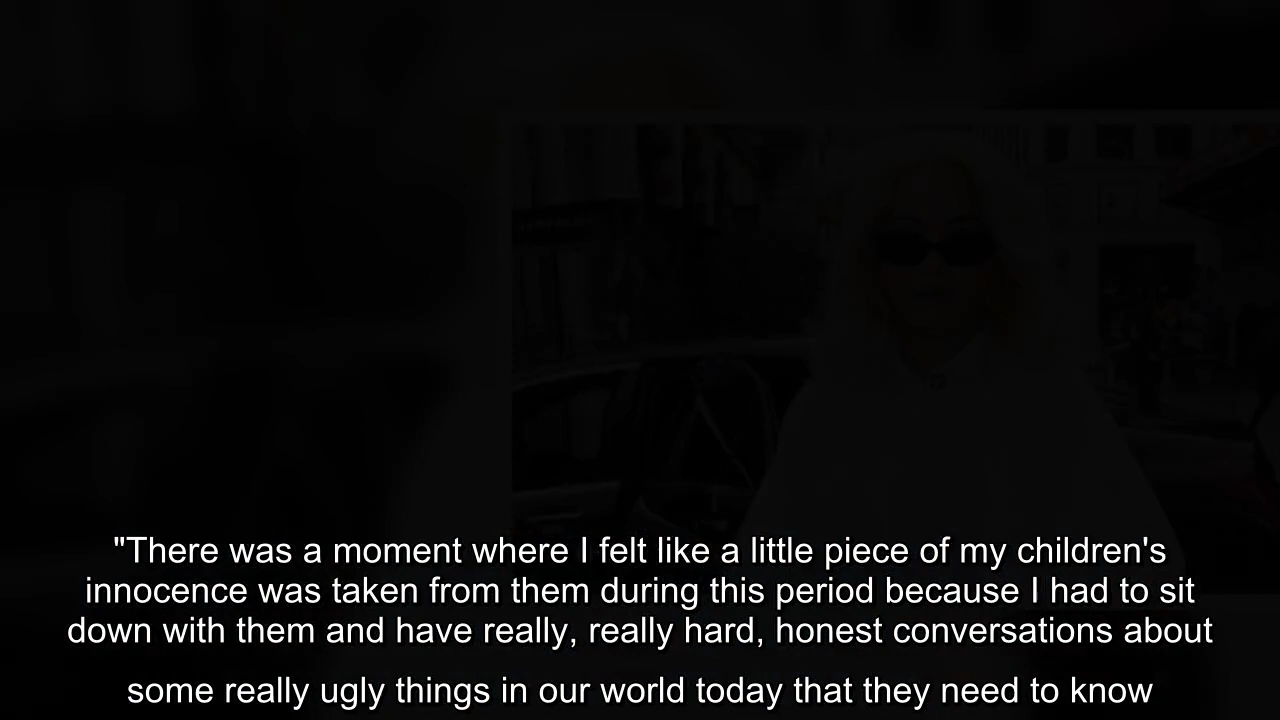 "There was a moment where I felt like a little piece of my children's
innocence was taken from them during this period because I had to sit
down with them and have really, really hard, honest conversations about
some really ugly things in our world today that they need to know